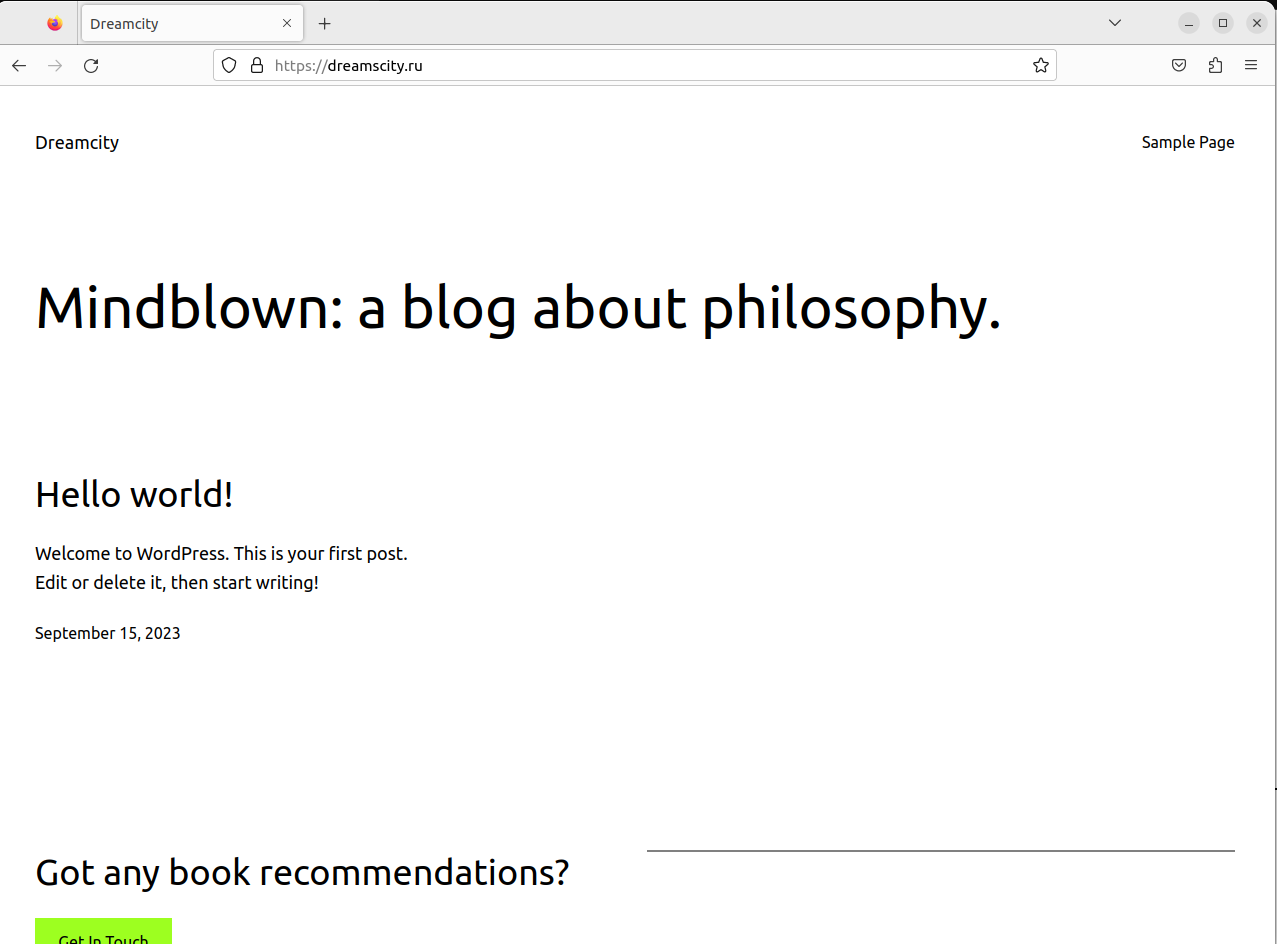 Dreamcity
https://dreamscity.ru
Dreamcity
Sample Page
Mindblown: a blog about philosophy.
Hello world!
Welcome to WordPress. This is your first post.
Edit or delete it, then start writing!
September 15, 2023
Got any book recommendations?
Get In Touch